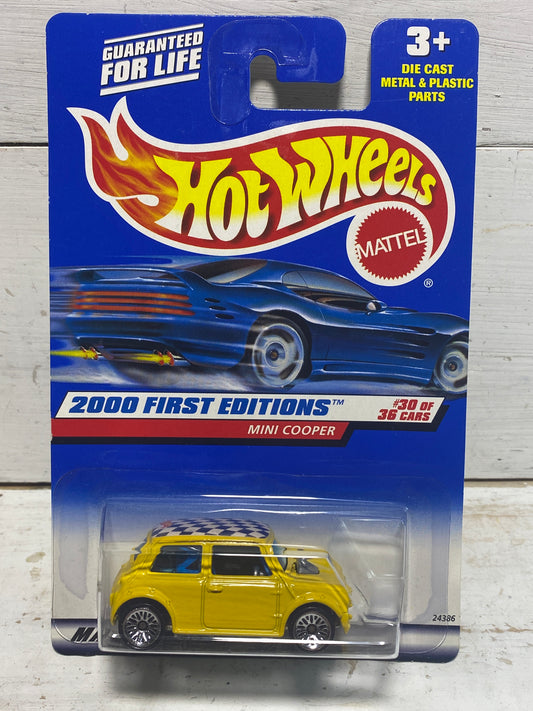 GUARANTEED
FOR LIFE
3+
DIE CAST
METAL & PLASTIC
PARTS
HOT WHEELS
MATTEL
®
2000 FIRST EDITIONS™
#30 OF
36 CARS
MINI COOPER
24386